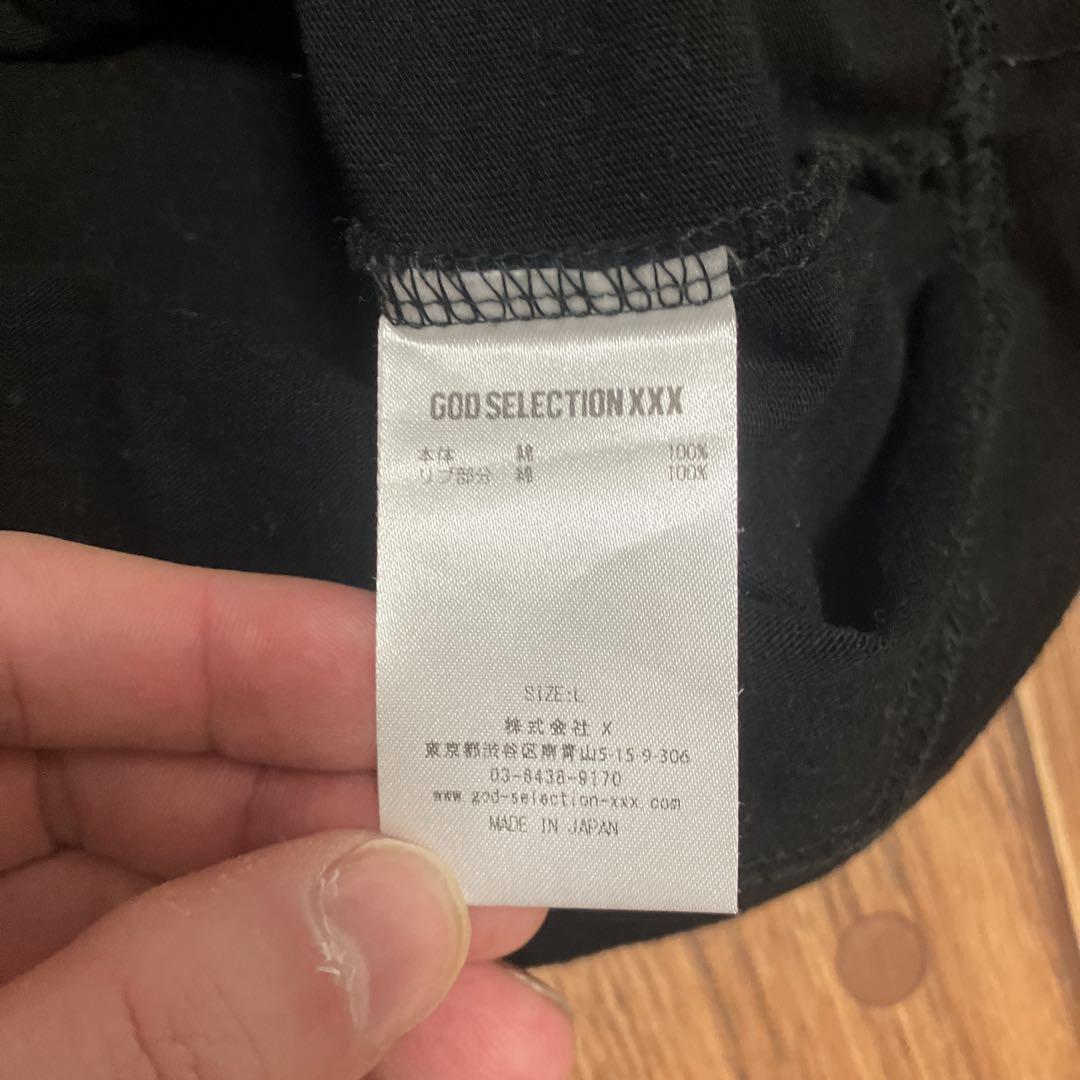 GOD SELECTION XXX
本体 綿 100%
リブ部分 綿 100%
SIZE:L
株式会社 X
東京都渋谷区南青山5-15-9-306
03-8438-9170
www.god-selection-xxx.com
MADE IN JAPAN